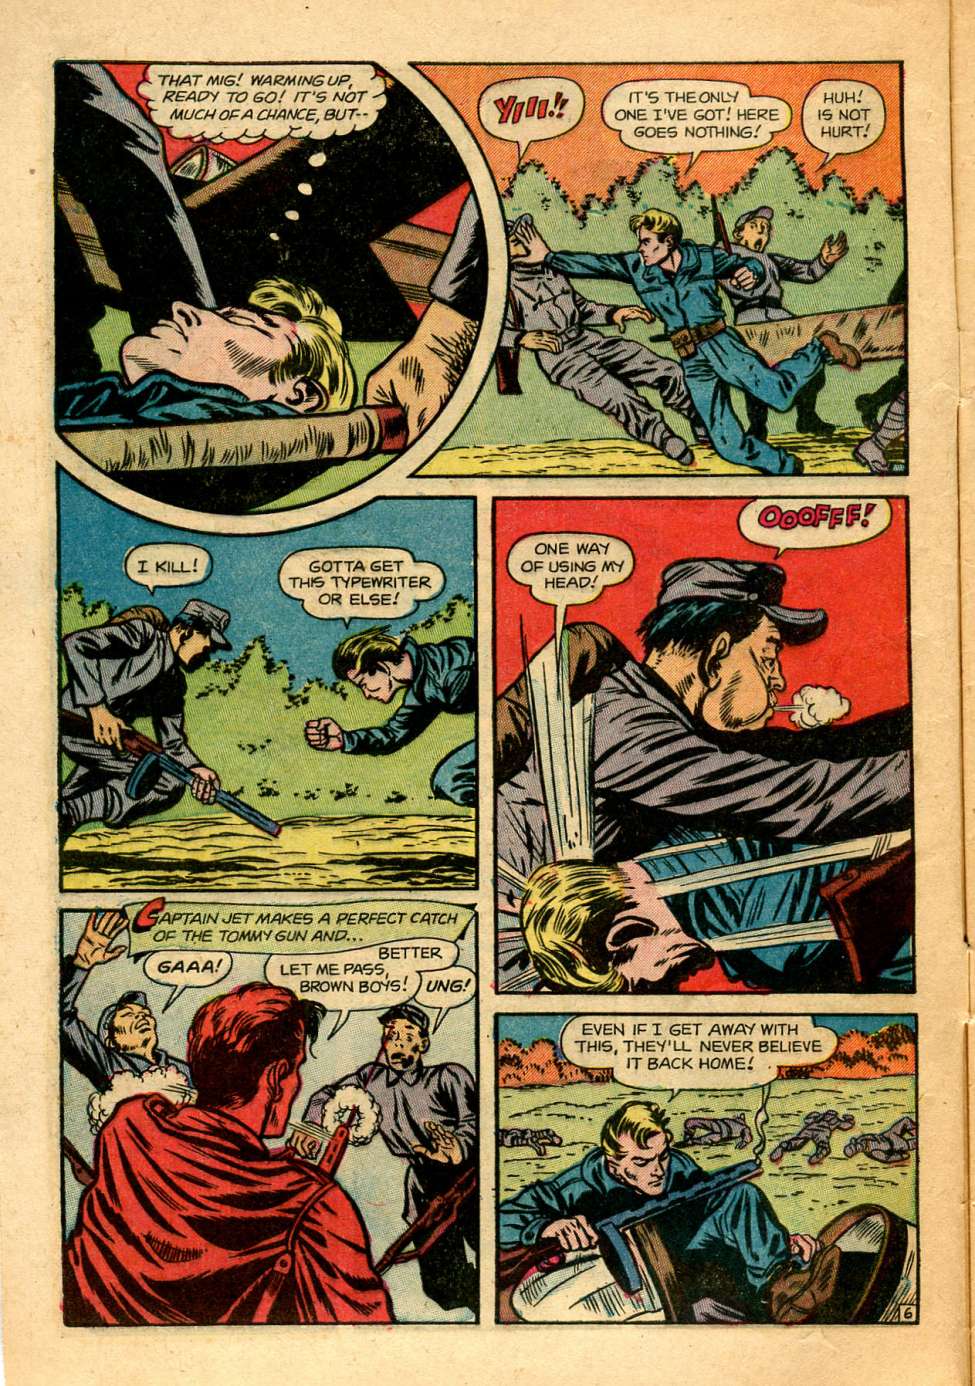 THAT MIG! WARMING UP,
READY TO GO! IT'S NOT
MUCH OF A CHANCE, BUT--
YIII!!
IT'S THE ONLY
ONE I'VE GOT! HERE
GOES NOTHING!
HUH!
IS NOT
HURT!
I KILL!
GOTTA GET
THIS TYPEWRITER
OR ELSE!
ONE WAY
OF USING MY
HEAD!
OOOFFF!
CAPTAIN JET MAKES A PERFECT CATCH
OF THE TOMMY GUN AND...
GAAA!
BETTER
LET ME PASS,
BROWN BOYS!
UNG!
EVEN IF I GET AWAY WITH
THIS, THEY'LL NEVER BELIEVE
IT BACK HOME!
6